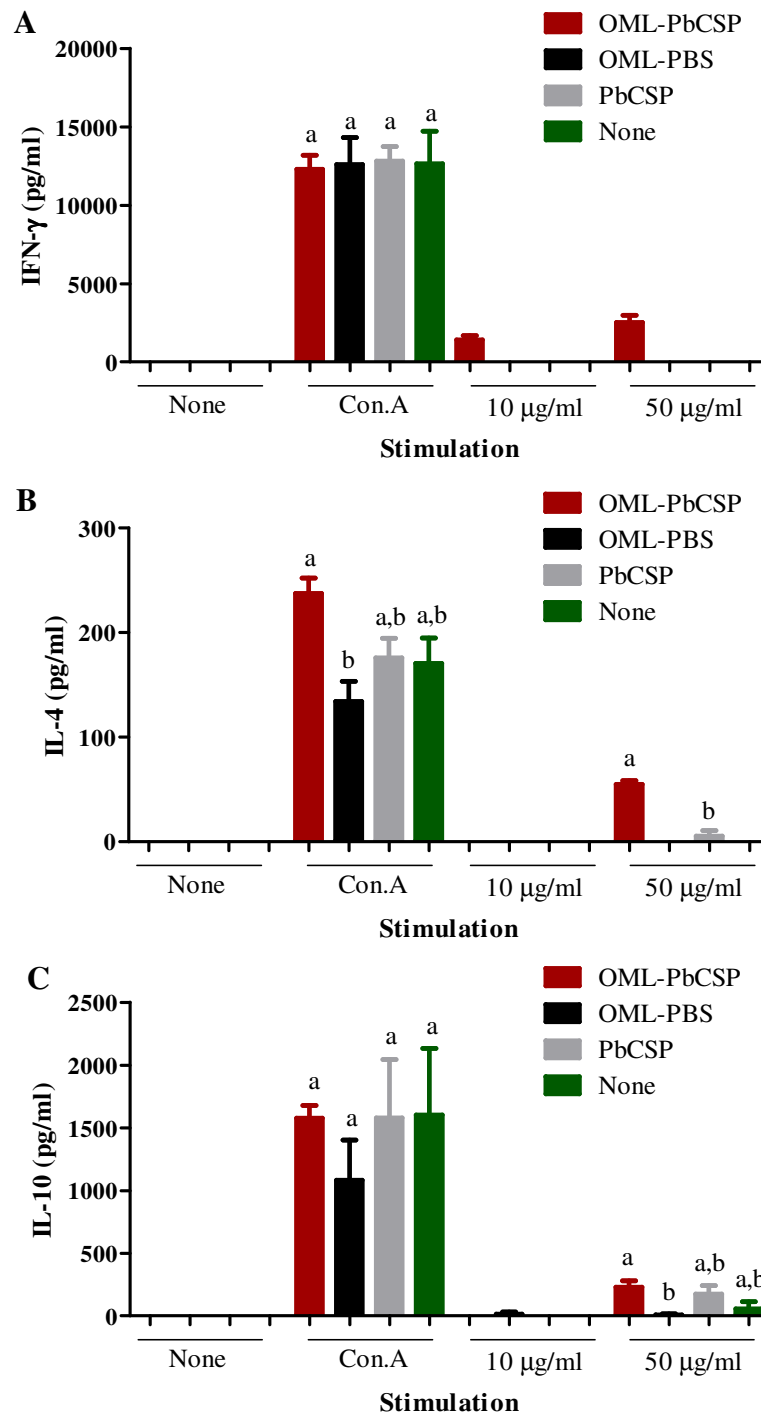 A
OML-PbCSP
OML-PBS
PbCSP
None
20000
15000
10000
5000
0
IFN-γ (pg/ml)
a a a a
None Con.A 10 μg/ml 50 μg/ml
Stimulation
B
OML-PbCSP
OML-PBS
PbCSP
None
300
200
100
0
IL-4 (pg/ml)
a b a,b a,b a b
None Con.A 10 μg/ml 50 μg/ml
Stimulation
C
OML-PbCSP
OML-PBS
PbCSP
None
2500
2000
1500
1000
500
0
IL-10 (pg/ml)
a a a a a b a,b a,b
None Con.A 10 μg/ml 50 μg/ml
Stimulation